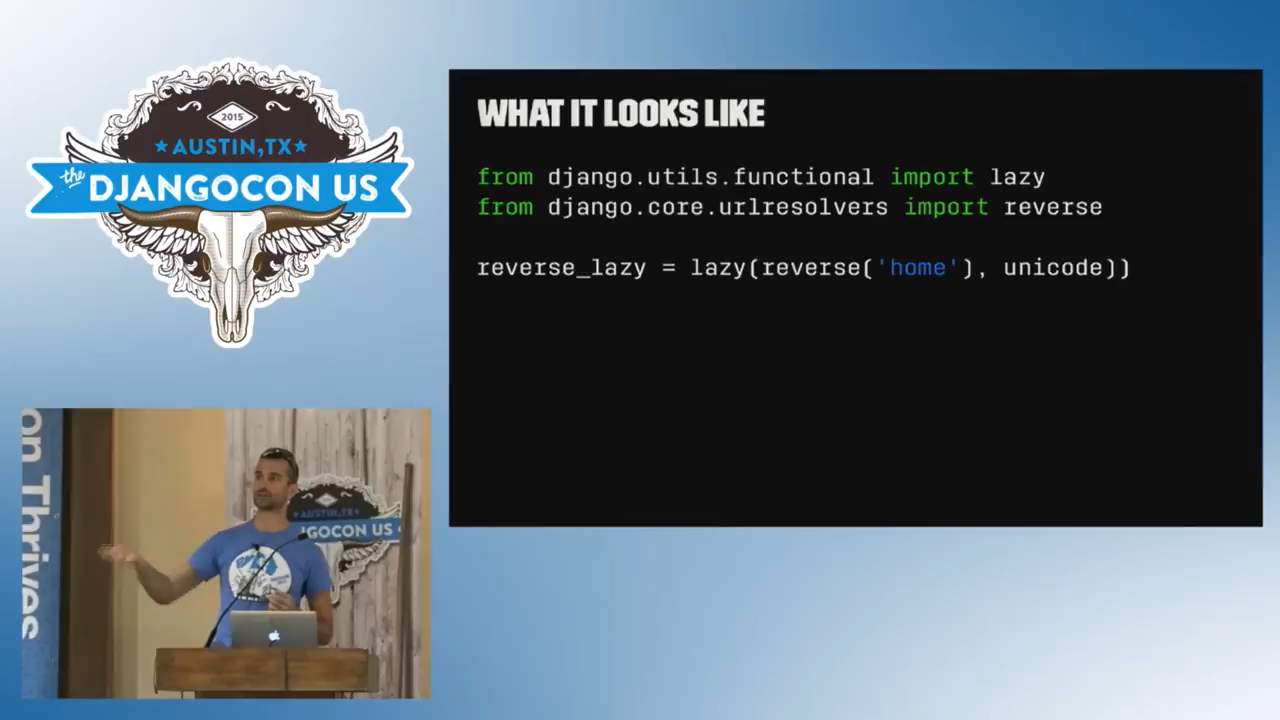 2015
AUSTIN,TX
the DJANGOCON US
WHAT IT LOOKS LIKE
from django.utils.functional import lazy
from django.core.urlresolvers import reverse
reverse_lazy = lazy(reverse('home'), unicode))
on Thrives
AUSTIN,TX
JGOCON US